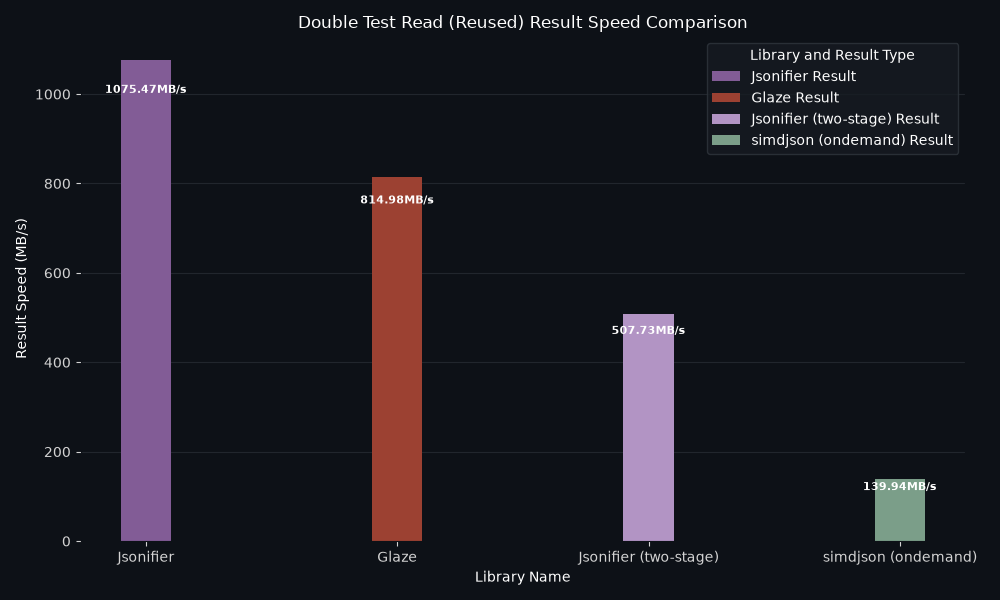 Double Test Read (Reused) Result Speed Comparison
Library and Result Type
Jsonifier Result
Glaze Result
Jsonifier (two-stage) Result
simdjson (ondemand) Result
Result Speed (MB/s)
1000
800
600
400
200
0
1075.47MB/s
814.98MB/s
507.73MB/s
139.94MB/s
Jsonifier
Glaze
Jsonifier (two-stage)
simdjson (ondemand)
Library Name